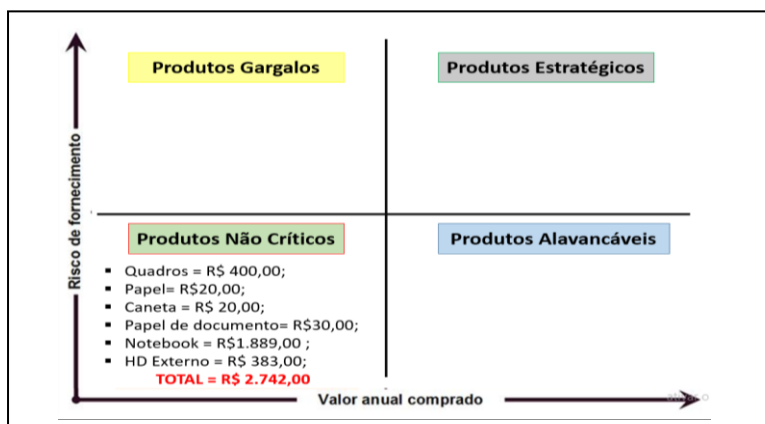 Produtos Gargalos
Produtos Estratégicos
Risco de fornecimento
Produtos Não Críticos
Produtos Alavancáveis
▪ Quadros = R$ 400,00;
▪ Papel= R$20,00;
▪ Caneta = R$ 20,00;
▪ Papel de documento= R$30,00;
▪ Notebook = R$1.889,00 ;
▪ HD Externo = R$ 383,00;
TOTAL = R$ 2.742,00
Valor anual comprado